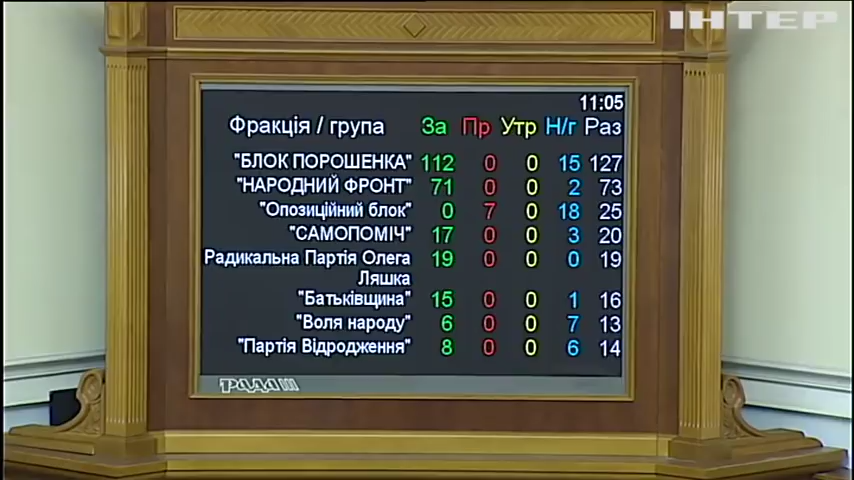 ІНТЕР
11:05
Фракція / група За Пр Утр Н/г Раз
"БЛОК ПОРОШЕНКА" 112 0 0 15 127
"НАРОДНИЙ ФРОНТ" 71 0 0 2 73
"Опозиційний блок" 0 7 0 18 25
"САМОПОМІЧ" 17 0 0 3 20
Радикальна Партія Олега 19 0 0 0 19
Ляшка
"Батьківщина" 15 0 0 1 16
"Воля народу" 6 0 0 7 13
"Партія Відродження" 8 0 0 6 14
РАДА